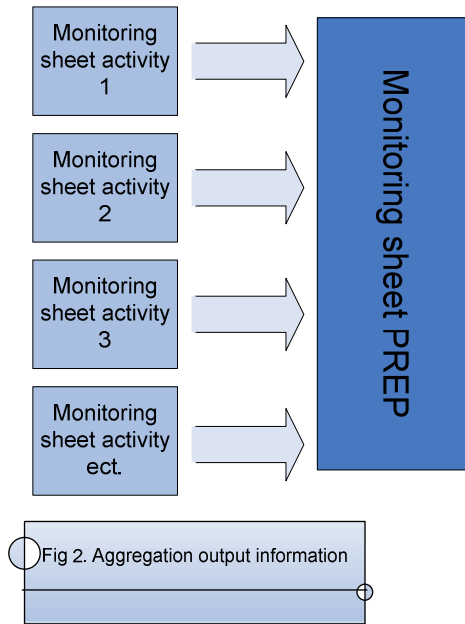 Monitoring
sheet activity
1
Monitoring
sheet activity
2
Monitoring
sheet activity
3
Monitoring
sheet activity
ect.
Monitoring sheet PREP
Fig 2. Aggregation output information